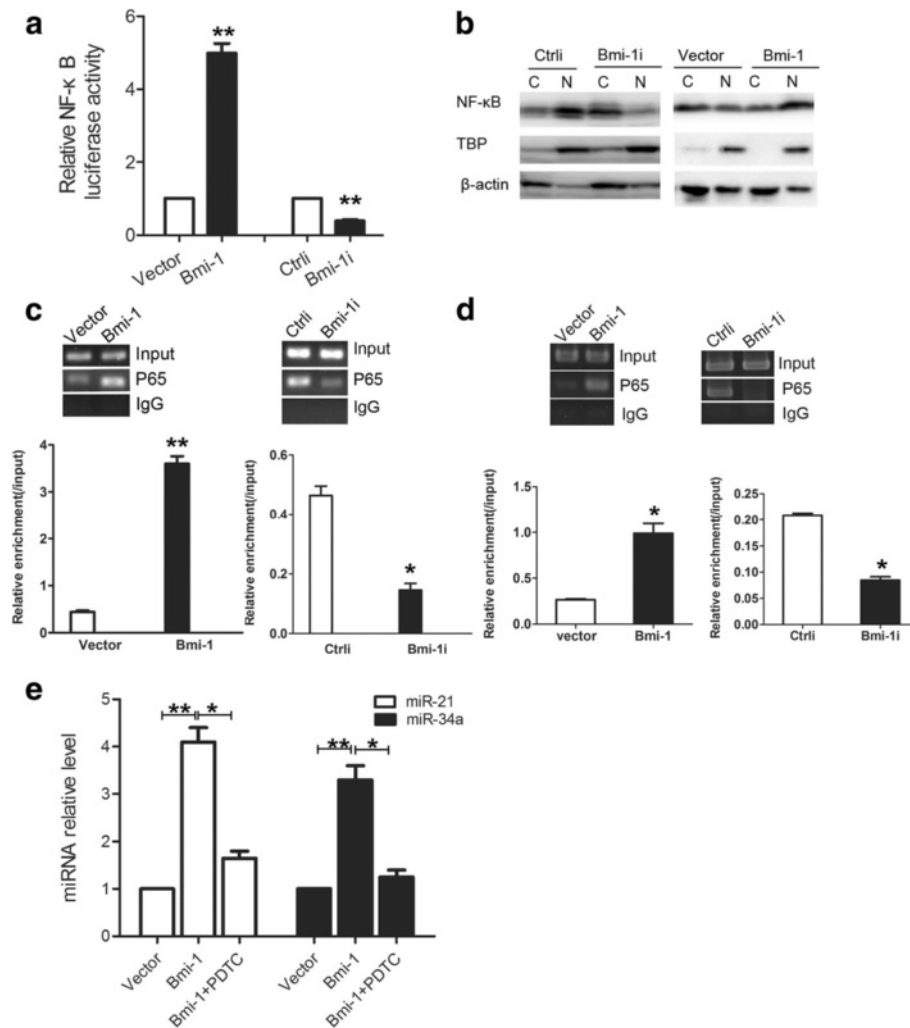 a
Relative NF-κ B
luciferase activity
6
4
2
0
**
**
Vector
Bmi-1
Ctrli
Bmi-1i
b
Ctrli Bmi-1i Vector Bmi-1
C N C N C N C N
NF-κB
TBP
β-actin
c
Vector
Bmi-1
Input
P65
IgG
Ctrli
Bmi-1i
Input
P65
IgG
Relative enrichment(/input)
4
3
2
1
0
**
Vector Bmi-1
Relative enrichment(/input)
0.6
0.4
0.2
0.0
*
Ctrli Bmi-1i
d
Vector
Bmi-1
Input
P65
IgG
Ctrli
Bmi-1i
Input
P65
IgG
Relative enrichment(/input)
1.5
1.0
0.5
0.0
*
vector Bmi-1
Relative enrichment(/input)
0.25
0.20
0.15
0.10
0.05
0.00
*
Ctrli Bmi-1i
e
miRNA relative level
5
4
3
2
1
0
** *
** *
miR-21
miR-34a
Vector
Bmi-1
Bmi-1+PDTC
Vector
Bmi-1
Bmi-1+PDTC